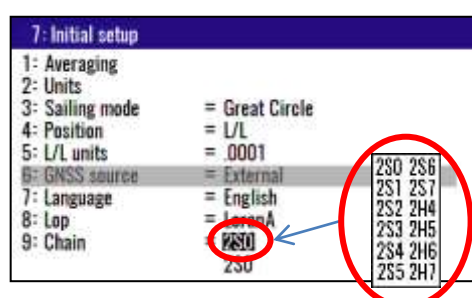 7: Initial setup
1: Averaging
2: Units
3: Sailing mode = Great Circle
4: Position = L/L
5: L/L units = .0001
6: GNSS source = External
7: Language = English
8: Lop = LoranA
9: Chain = 2S0
2S0
2S0 2S6
2S1 2S7
2S2 2H4
2S3 2H5
2S4 2H6
2S5 2H7